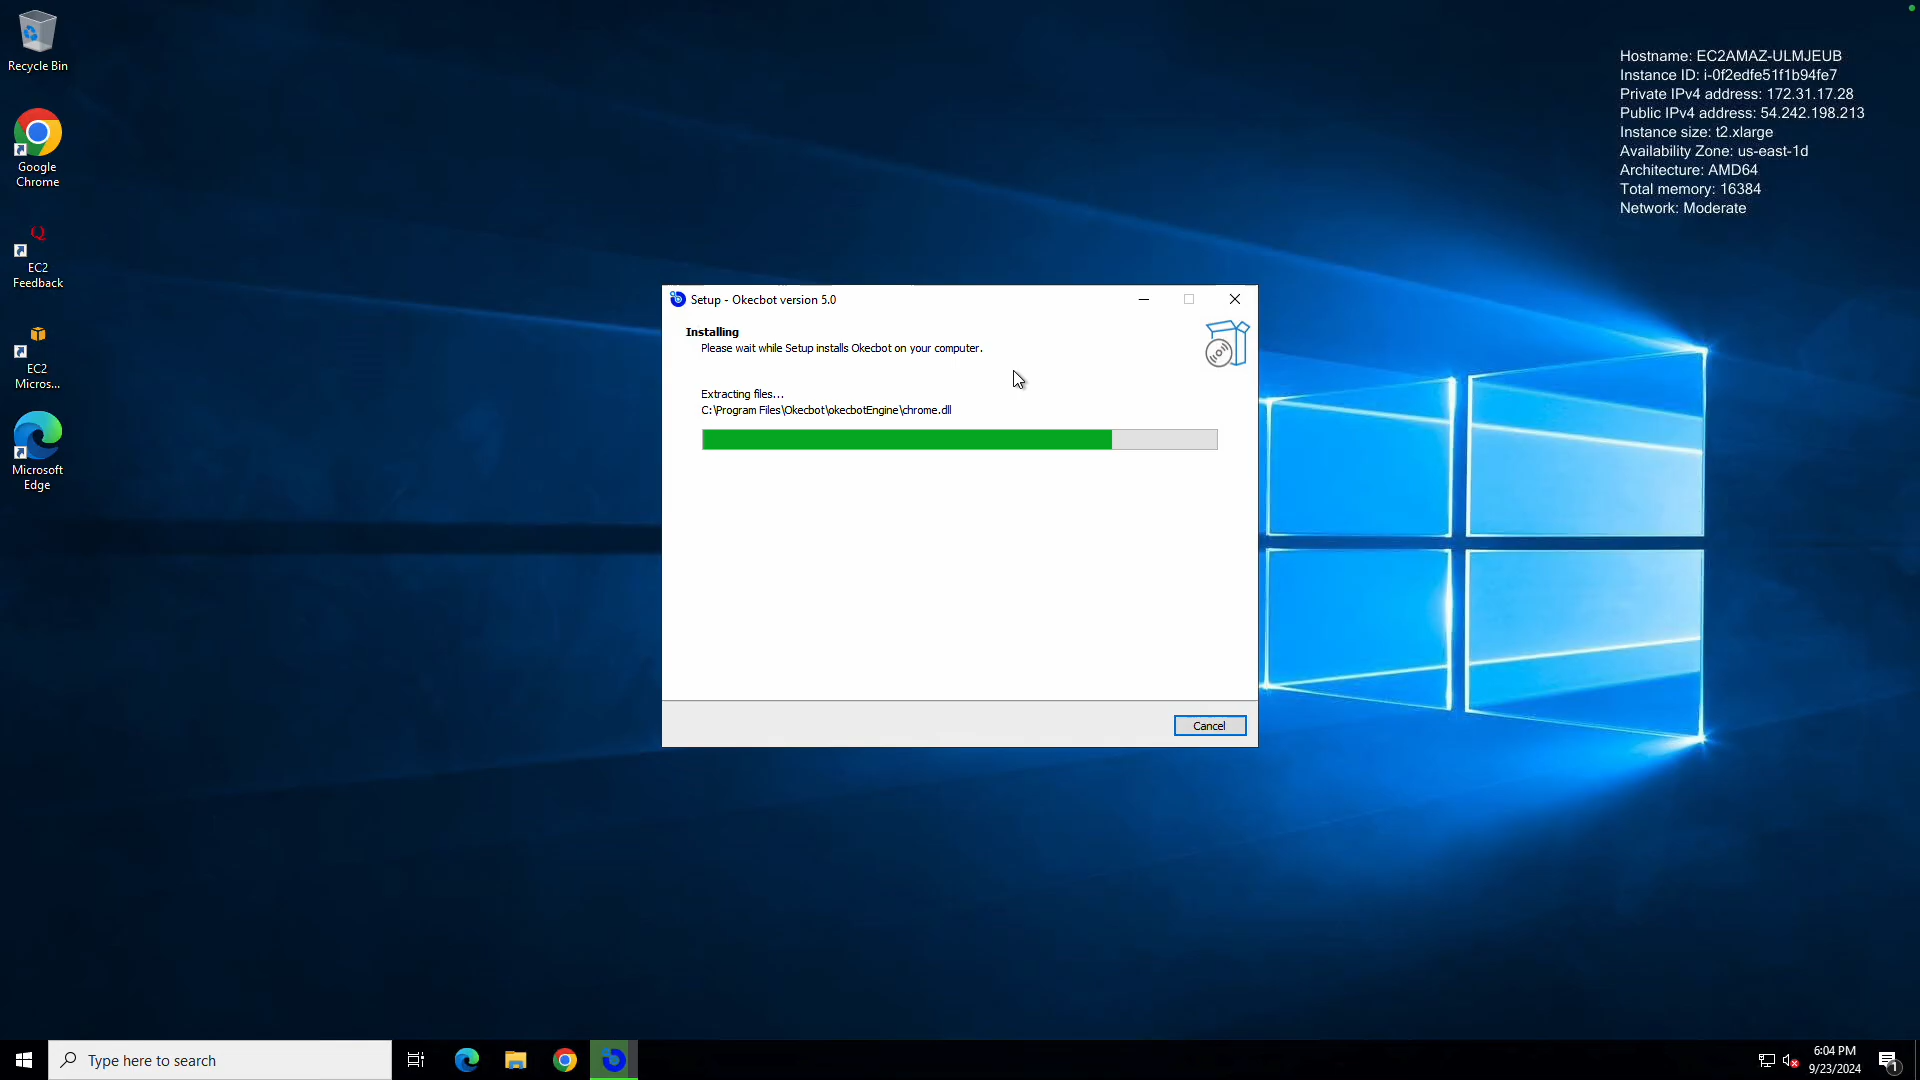 Recycle Bin
Google
Chrome
EC2
Feedback
EC2
Micros...
Microsoft
Edge
Hostname: EC2AMAZ-ULMJEUB
Instance ID: i-0f2edfe51f1b94fe7
Private IPv4 address: 172.31.17.28
Public IPv4 address: 54.242.198.213
Instance size: t2.xlarge
Availability Zone: us-east-1d
Architecture: AMD64
Total memory: 16384
Network: Moderate
Setup - Okecbot version 5.0
Installing
Please wait while Setup installs Okecbot on your computer.
Extracting files...
C:\Program Files\Okecbot\okecbotEngine\chrome.dll
Cancel
Type here to search
6:04 PM
9/23/2024
1